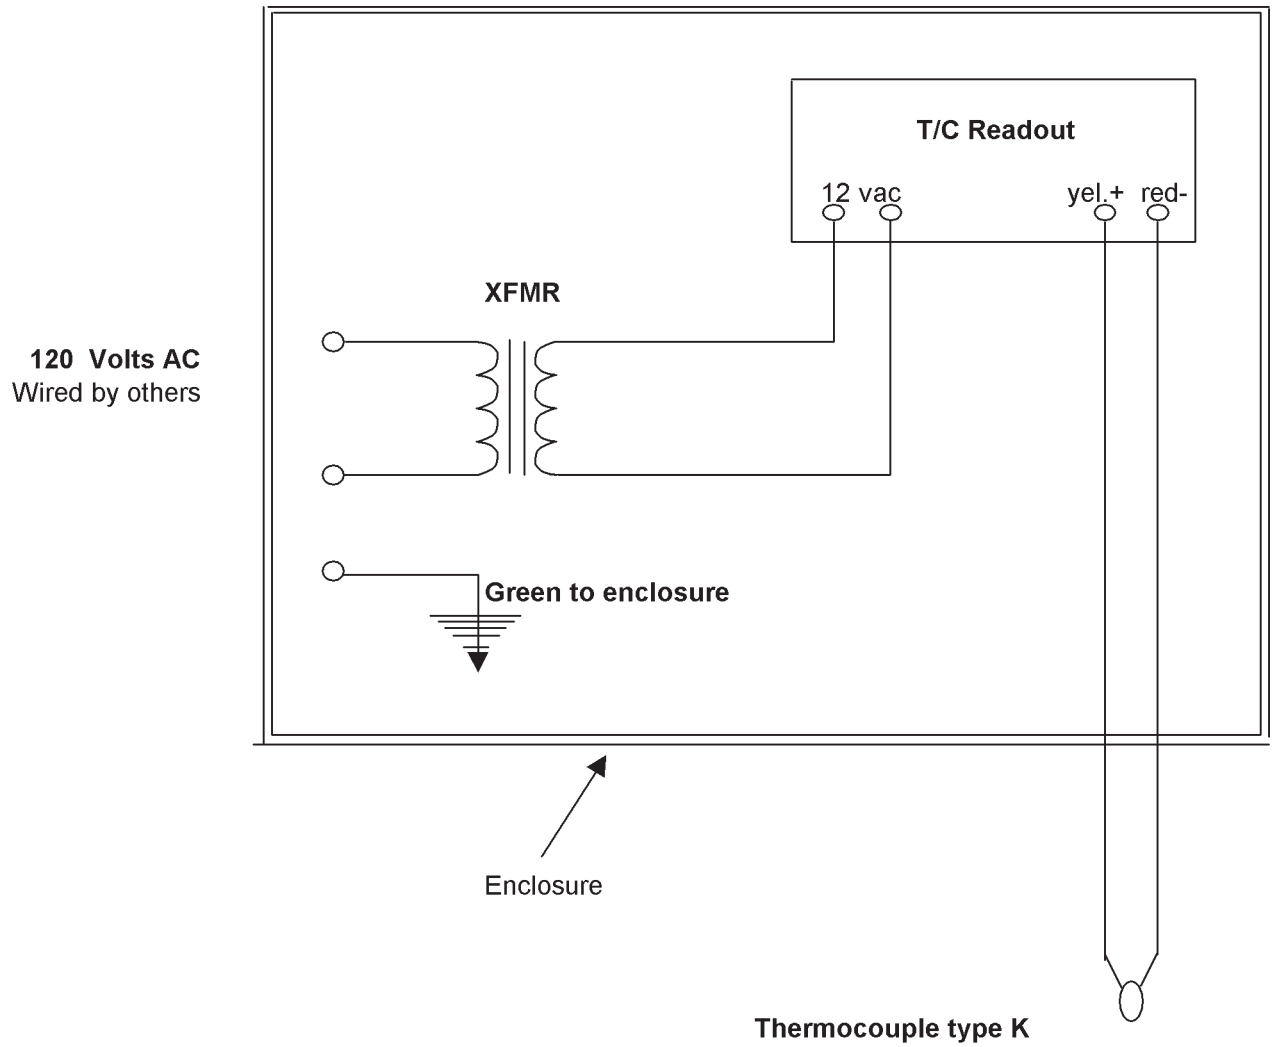 T/C Readout
12 vac
yel.+ red-
XFMR
120 Volts AC
Wired by others
Green to enclosure
Enclosure
Thermocouple type K